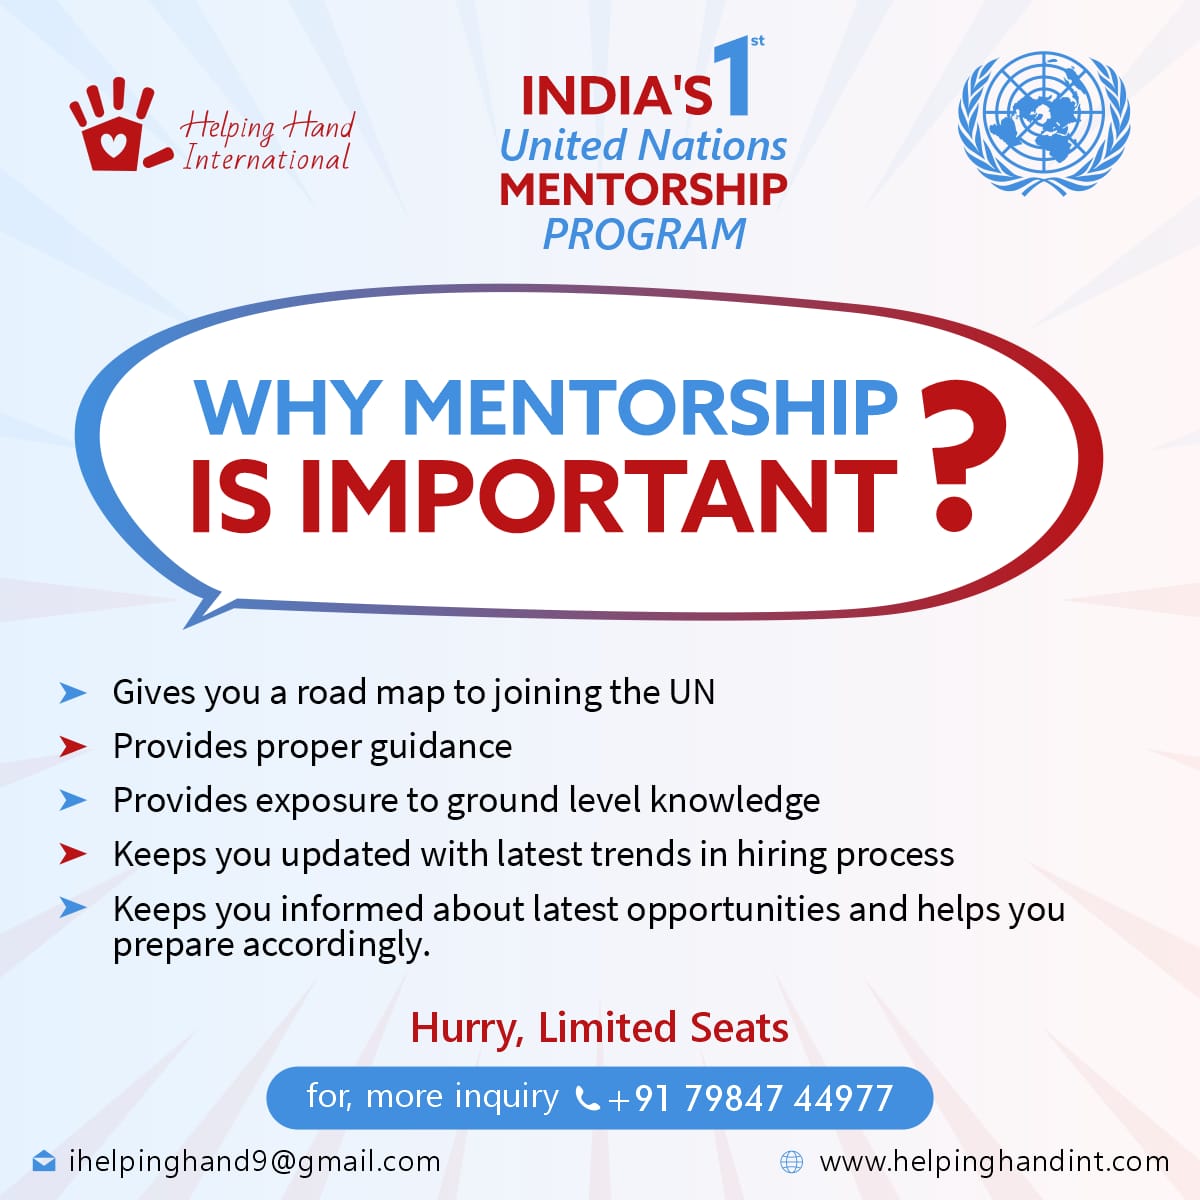 Helping Hand
International
INDIA'S 1st
United Nations
MENTORSHIP
PROGRAM
WHY MENTORSHIP
IS IMPORTANT ?
Gives you a road map to joining the UN
Provides proper guidance
Provides exposure to ground level knowledge
Keeps you updated with latest trends in hiring process
Keeps you informed about latest opportunities and helps you
prepare accordingly.
Hurry, Limited Seats
for, more inquiry +91 79847 44977
ihelpinghand9@gmail.com
www.helpinghandint.com